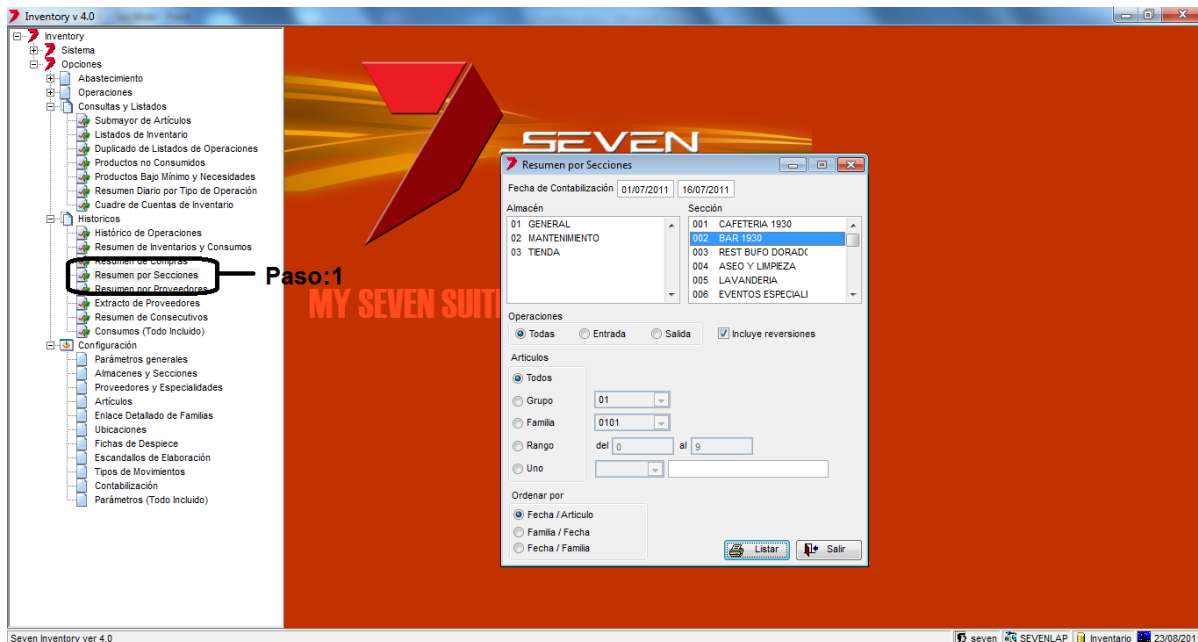 Inventory v 4.0
Inventory
Sistema
Opciones
Abastecimiento
Operaciones
Consultas y Listados
Submayor de Artículos
Listados de Inventario
Duplicado de Listados de Operaciones
Productos no Consumidos
Productos Bajo Mínimo y Necesidades
Resumen Diario por Tipo de Operación
Cuadre de Cuentas de Inventario
Historicos
Histórico de Operaciones
Resumen de Inventarios y Consumos
Resumen de Compras
Resumen por Secciones
Resumen por Proveedores
Extracto de Proveedores
Resumen de Consecutivos
Consumos (Todo Incluido)
Configuración
Parámetros generales
Almacenes y Secciones
Proveedores y Especialidades
Artículos
Enlace Detallado de Familias
Ubicaciones
Fichas de Despiece
Escandallos de Elaboración
Tipos de Movimientos
Contabilización
Parámetros (Todo Incluido)
Paso:1
SEVEN
MY SEVEN SUIT
Resumen por Secciones
Fecha de Contabilización 01/07/2011 16/07/2011
Almacén
01 GENERAL
02 MANTENIMIENTO
03 TIENDA
Sección
001 CAFETERIA 1930
002 BAR 1930
003 REST BUFO DORADO
004 ASEO Y LIMPEZA
005 LAVANDERIA
006 EVENTOS ESPECIALI
Operaciones
Todas Entrada Salida Incluye reversiones
Articulos
Todos
Grupo 01
Familia 0101
Rango del 0 al 9
Uno
Ordenar por
Fecha / Articulo
Familia / Fecha
Fecha / Familia
Listar Salir
Seven Inventory ver 4.0 seven SEVENLAP Inventario 23/08/201